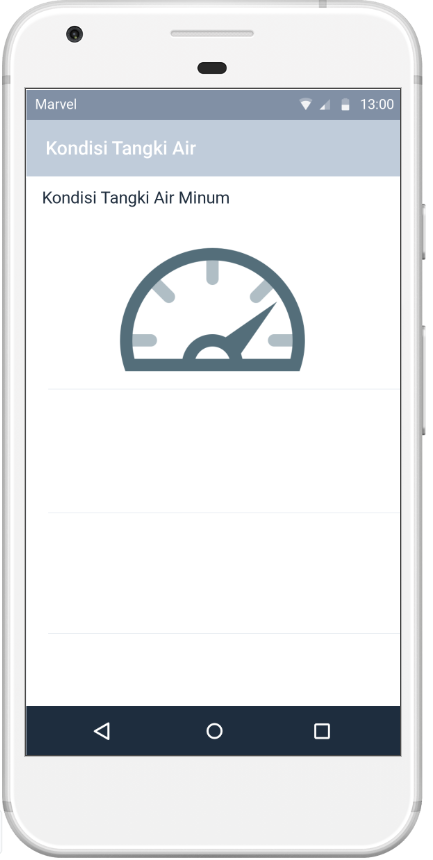 Marvel
13:00
Kondisi Tangki Air
Kondisi Tangki Air Minum